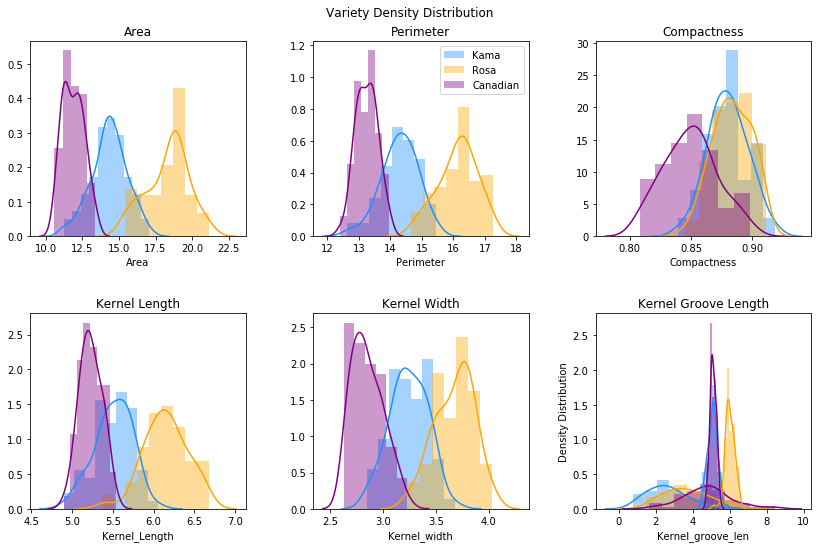 Variety Density Distribution
Area
0.5
0.4
0.3
0.2
0.1
0.0
10.0 12.5 15.0 17.5 20.0 22.5
Area
Perimeter
1.2
1.0
0.8
0.6
0.4
0.2
0.0
Kama
Rosa
Canadian
12 13 14 15 16 17 18
Perimeter
Compactness
30
25
20
15
10
5
0
0.80 0.85 0.90
Compactness
Kernel Length
2.5
2.0
1.5
1.0
0.5
0.0
4.5 5.0 5.5 6.0 6.5 7.0
Kernel_Length
Kernel Width
2.5
2.0
1.5
1.0
0.5
0.0
2.5 3.0 3.5 4.0
Kernel_width
Kernel Groove Length
Density Distribution
2.5
2.0
1.5
1.0
0.5
0.0
0 2 4 6 8 10
Kernel_groove_len